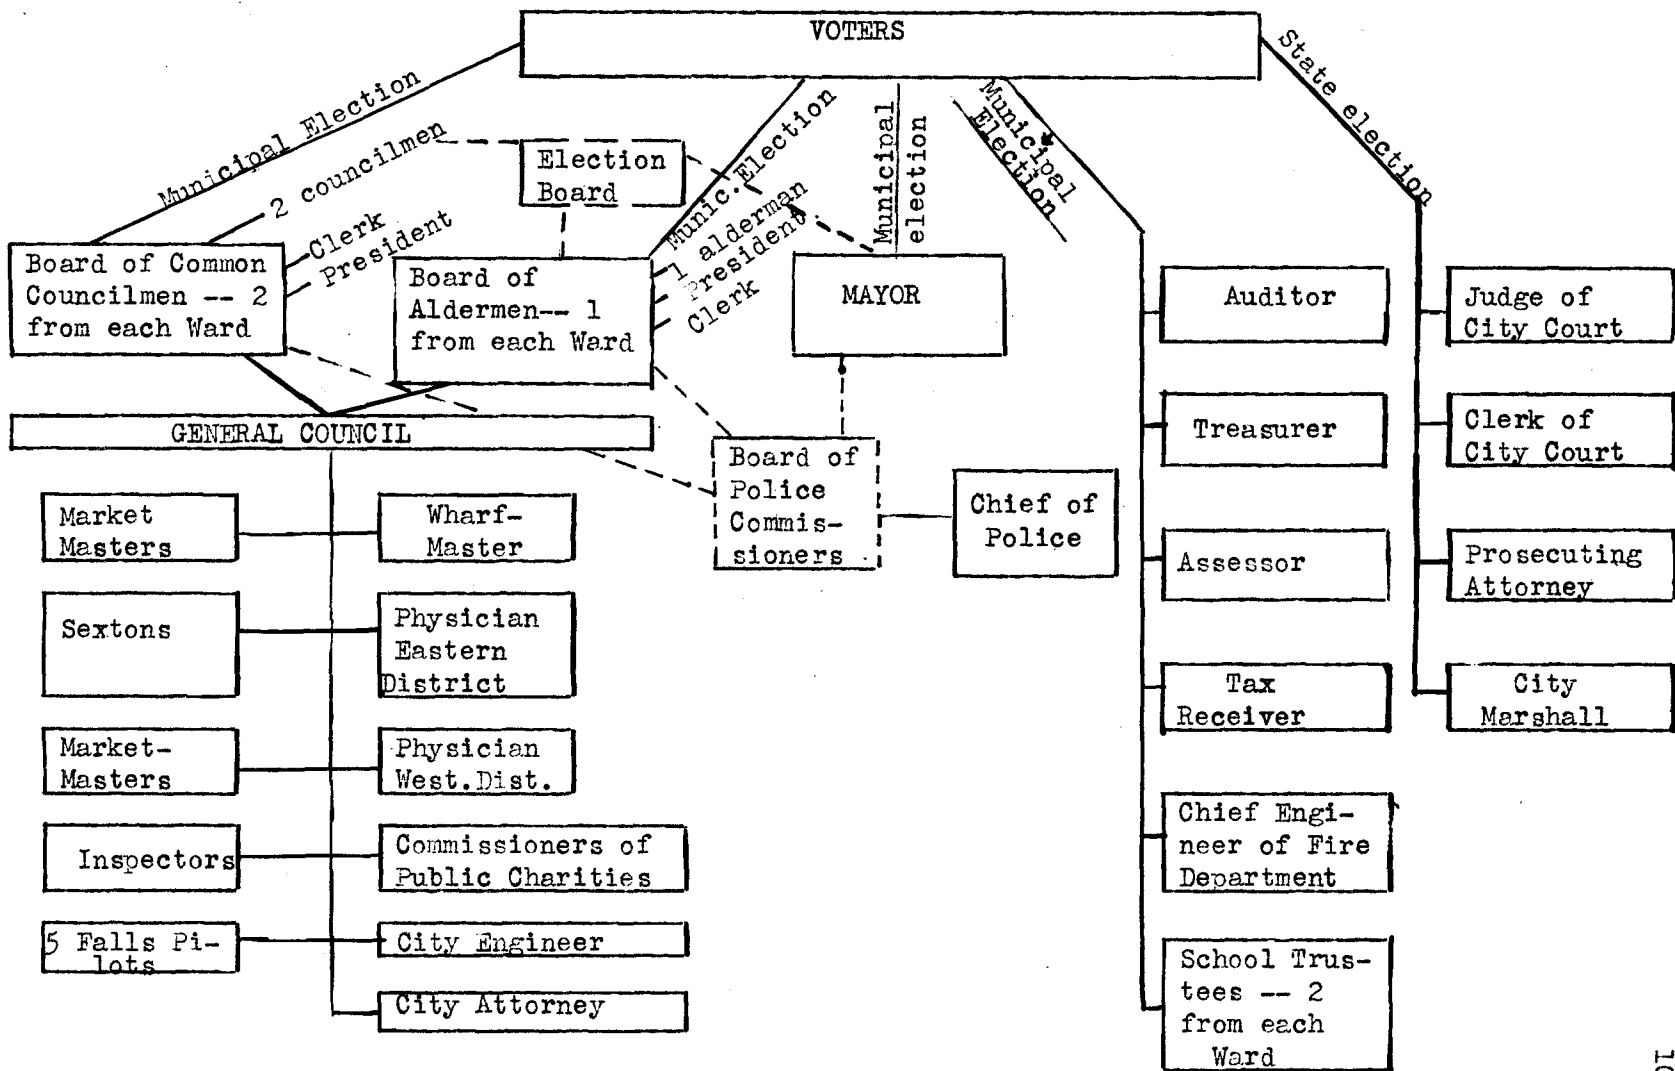 VOTERS
Municipal Election
2 councilmen
Clerk
President
Election
Board
Munic. Election
1 alderman
President
Clerk
Municipal
election
Municipal
Election
State election
Board of Common
Councilmen -- 2
from each Ward
Board of
Aldermen-- 1
from each Ward
MAYOR
GENERAL COUNCIL
Board of
Police
Commis-
sioners
Chief of
Police
Market
Masters
Wharf-
Master
Sextons
Physician
Eastern
District
Market-
Masters
Physician
West.Dist.
Inspectors
Commissioners of
Public Charities
5 Falls Pi-
lots
City Engineer
City Attorney
Auditor
Treasurer
Assessor
Tax
Receiver
Chief Engi-
neer of Fire
Department
School Trus-
tees -- 2
from each
Ward
Judge of
City Court
Clerk of
City Court
Prosecuting
Attorney
City
Marshall